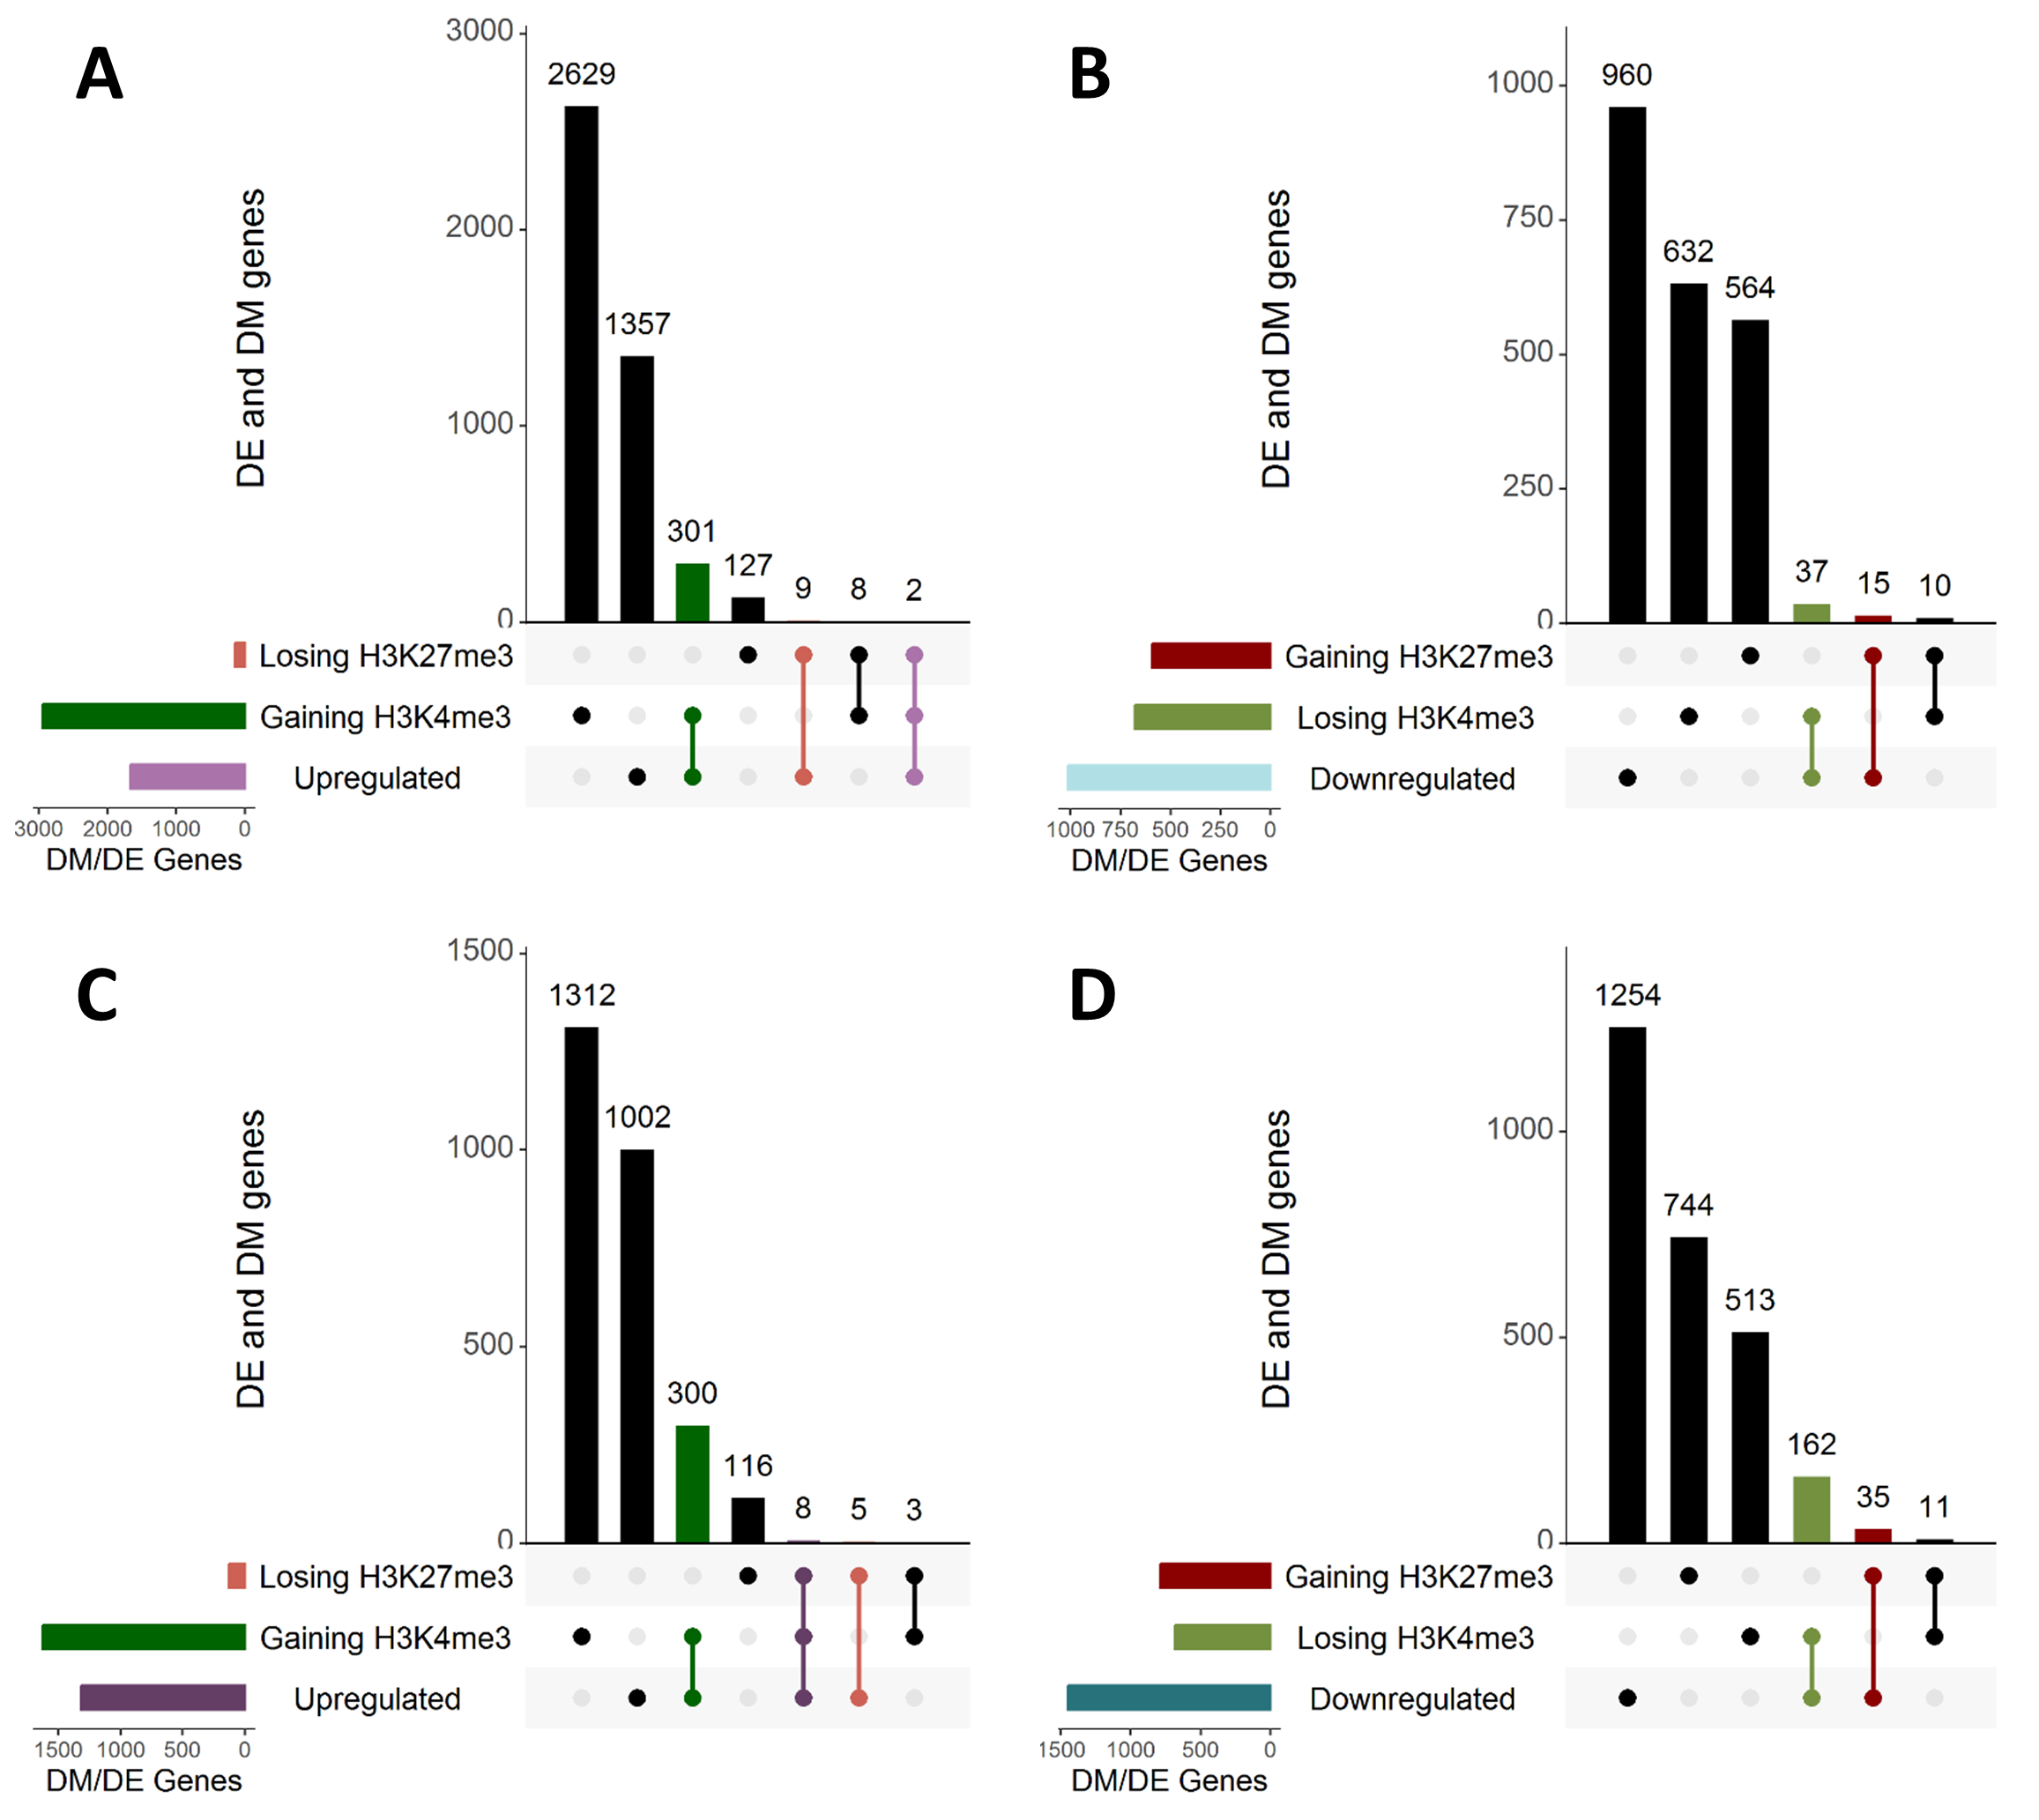 A
3000
2000
1000
0
DE and DM genes
2629
1357
301
127
9
8
2
Losing H3K27me3
Gaining H3K4me3
Upregulated
3000 2000 1000 0
DM/DE Genes
B
1000
750
500
250
0
DE and DM genes
960
632
564
37
15
10
Gaining H3K27me3
Losing H3K4me3
Downregulated
1000 750 500 250 0
DM/DE Genes
C
1500
1000
500
0
DE and DM genes
1312
1002
300
116
8
5
3
Losing H3K27me3
Gaining H3K4me3
Upregulated
1500 1000 500 0
DM/DE Genes
D
1000
500
0
DE and DM genes
1254
744
513
162
35
11
Gaining H3K27me3
Losing H3K4me3
Downregulated
1500 1000 500 0
DM/DE Genes